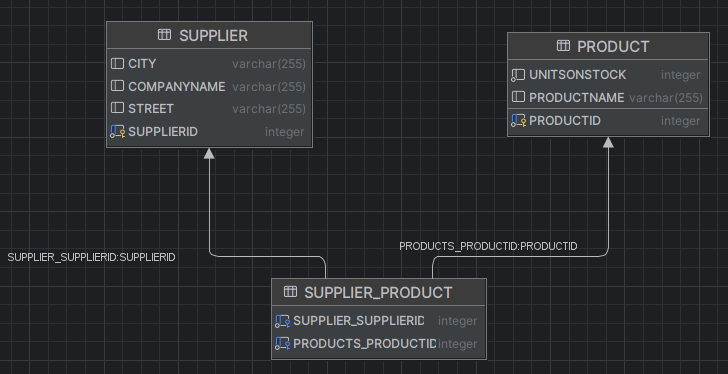 SUPPLIER
CITY varchar(255)
COMPANYNAME varchar(255)
STREET varchar(255)
SUPPLIERID integer
PRODUCT
UNITSONSTOCK integer
PRODUCTNAME varchar(255)
PRODUCTID integer
SUPPLIER_SUPPLIERID:SUPPLIERID
PRODUCTS_PRODUCTID:PRODUCTID
SUPPLIER_PRODUCT
SUPPLIER_SUPPLIERID integer
PRODUCTS_PRODUCTID integer